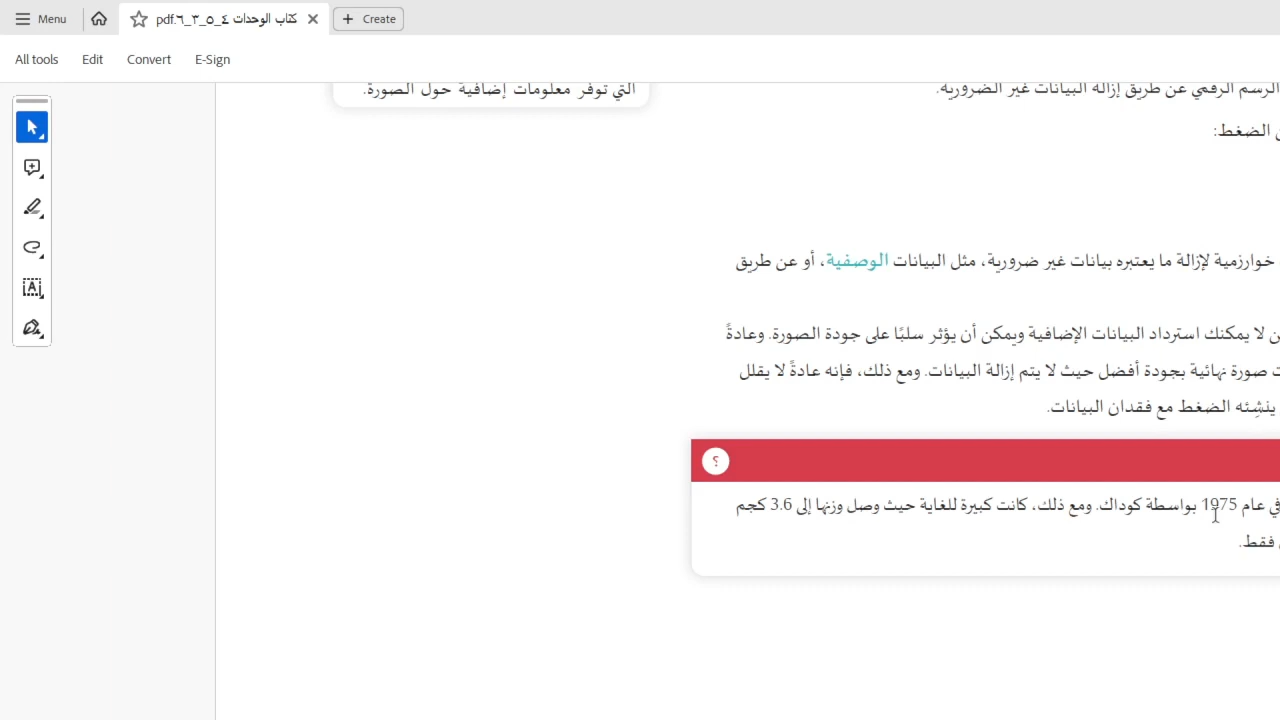 Menu
كتاب الوحدات ٤_٥_٣_٦.pdf
Create
All tools
Edit
Convert
E-Sign
الرسم الرقمي عن طريق إزالة البيانات غير الضرورية.
التي توفر معلومات إضافية حول الصورة.
الضغط:
خوارزمية لإزالة ما يعتبره بيانات غير ضرورية، مثل البيانات الوصفية، أو عن طريق
لا يمكنك استرداد البيانات الإضافية ويمكن أن يؤثر سلبًا على جودة الصورة. وعادةً
صورة نهائية بجودة أفضل حيث لا يتم إزالة البيانات. ومع ذلك، فإنه عادةً لا يقلل
ينشِئه الضغط مع فقدان البيانات.
؟
في عام 1975 بواسطة كوداك. ومع ذلك، كانت كبيرة للغاية حيث وصل وزنها إلى 3.6 كجم
فقط.